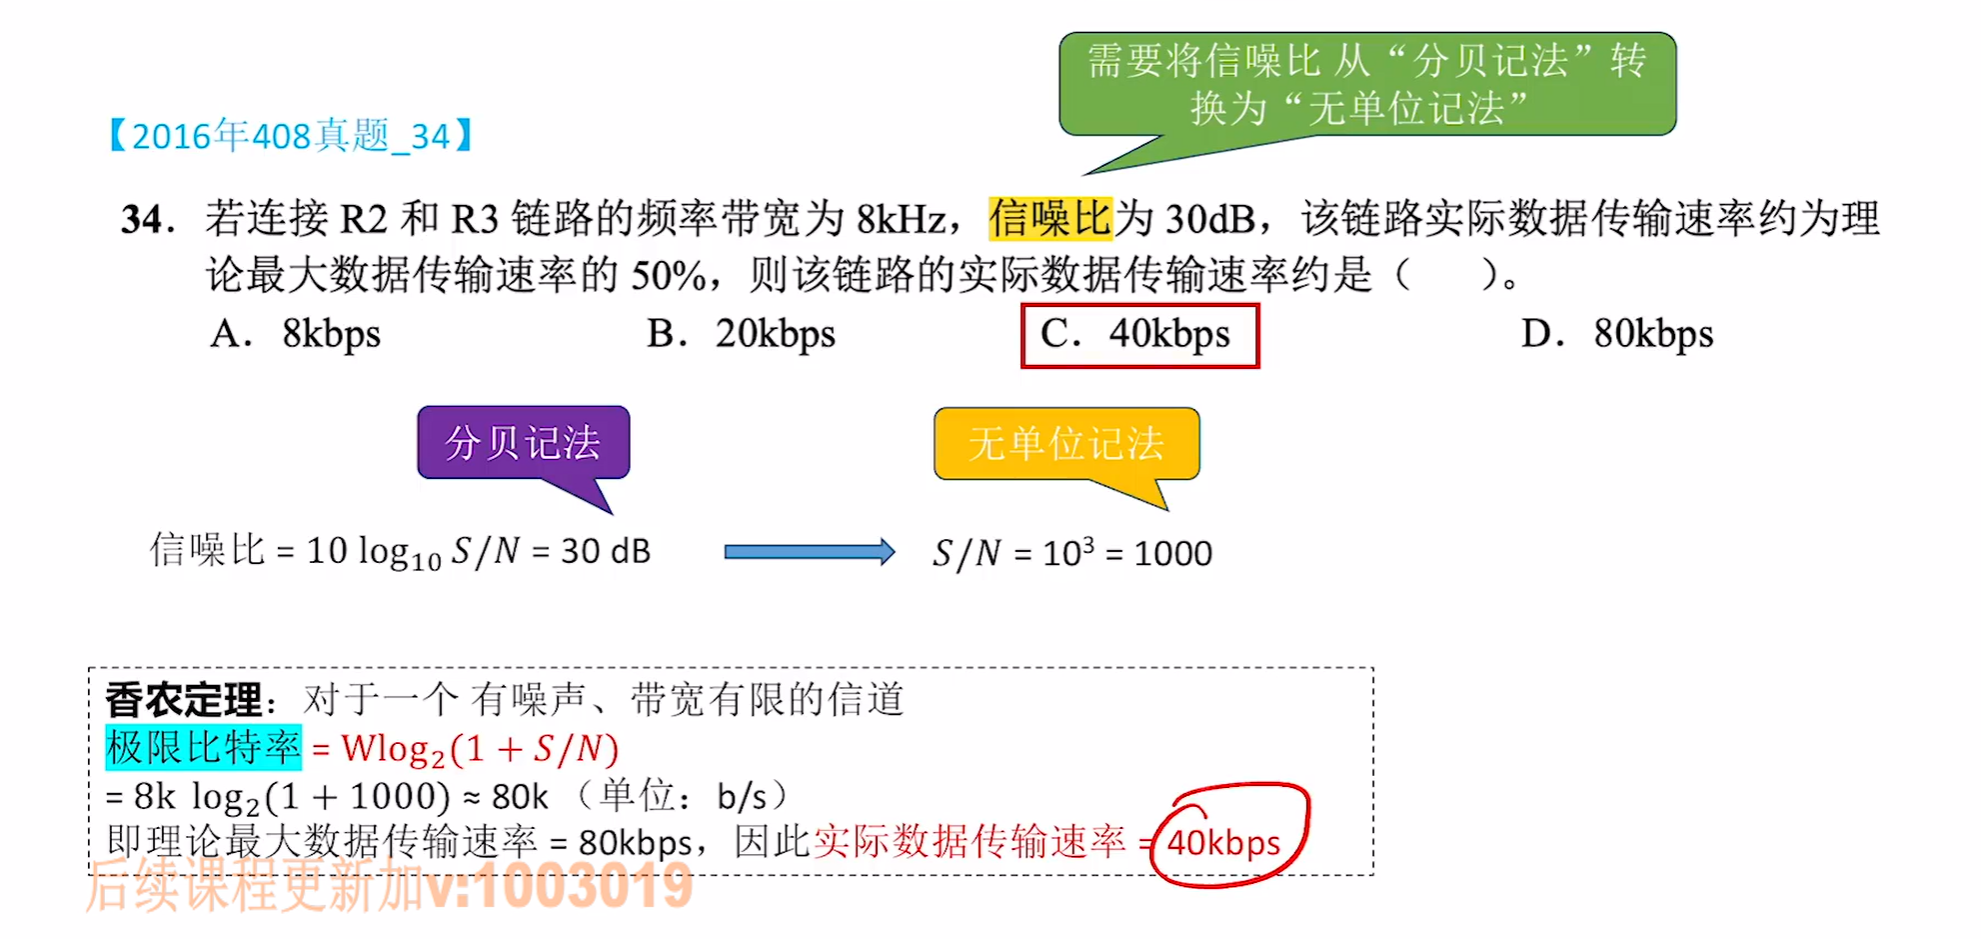 需要将信噪比 从“分贝记法”转
换为“无单位记法”
【2016年408真题_34】
34. 若连接 R2 和 R3 链路的频率带宽为 8kHz，信噪比为 30dB，该链路实际数据传输速率约为理
论最大数据传输速率的 50%，则该链路的实际数据传输速率约是（　　）。
A. 8kbps B. 20kbps C. 40kbps D. 80kbps
分贝记法 无单位记法
信噪比 = 10 log₁₀ S/N = 30 dB S/N = 10³ = 1000
香农定理：对于一个 有噪声、带宽有限的信道
极限比特率 = Wlog₂(1 + S/N)
= 8k log₂(1 + 1000) ≈ 80k （单位：b/s）
即理论最大数据传输速率 = 80kbps，因此实际数据传输速率 = 40kbps
后续课程更新加v:1003019